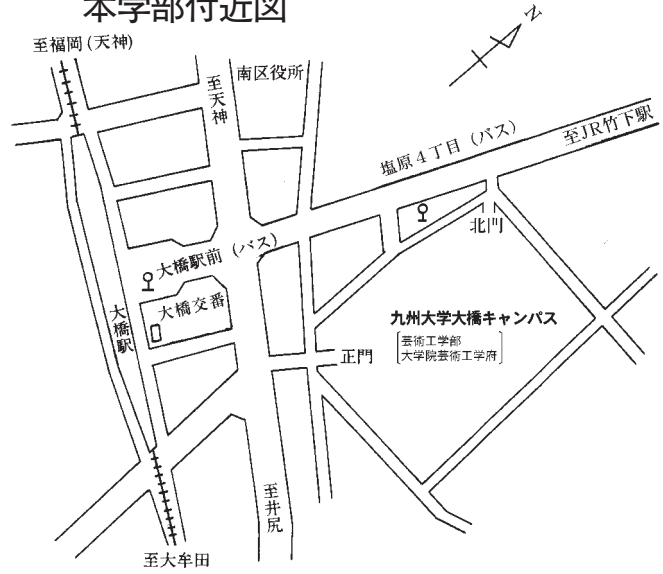 本学部付近図
至福岡(天神)
N
南区役所
至天神
塩原4丁目(バス)
至JR竹下駅
北門
大橋駅前(バス)
大橋交番
大橋駅
九州大学大橋キャンパス
芸術工学部
大学院芸術工学府
正門
至井尻
至大牟田